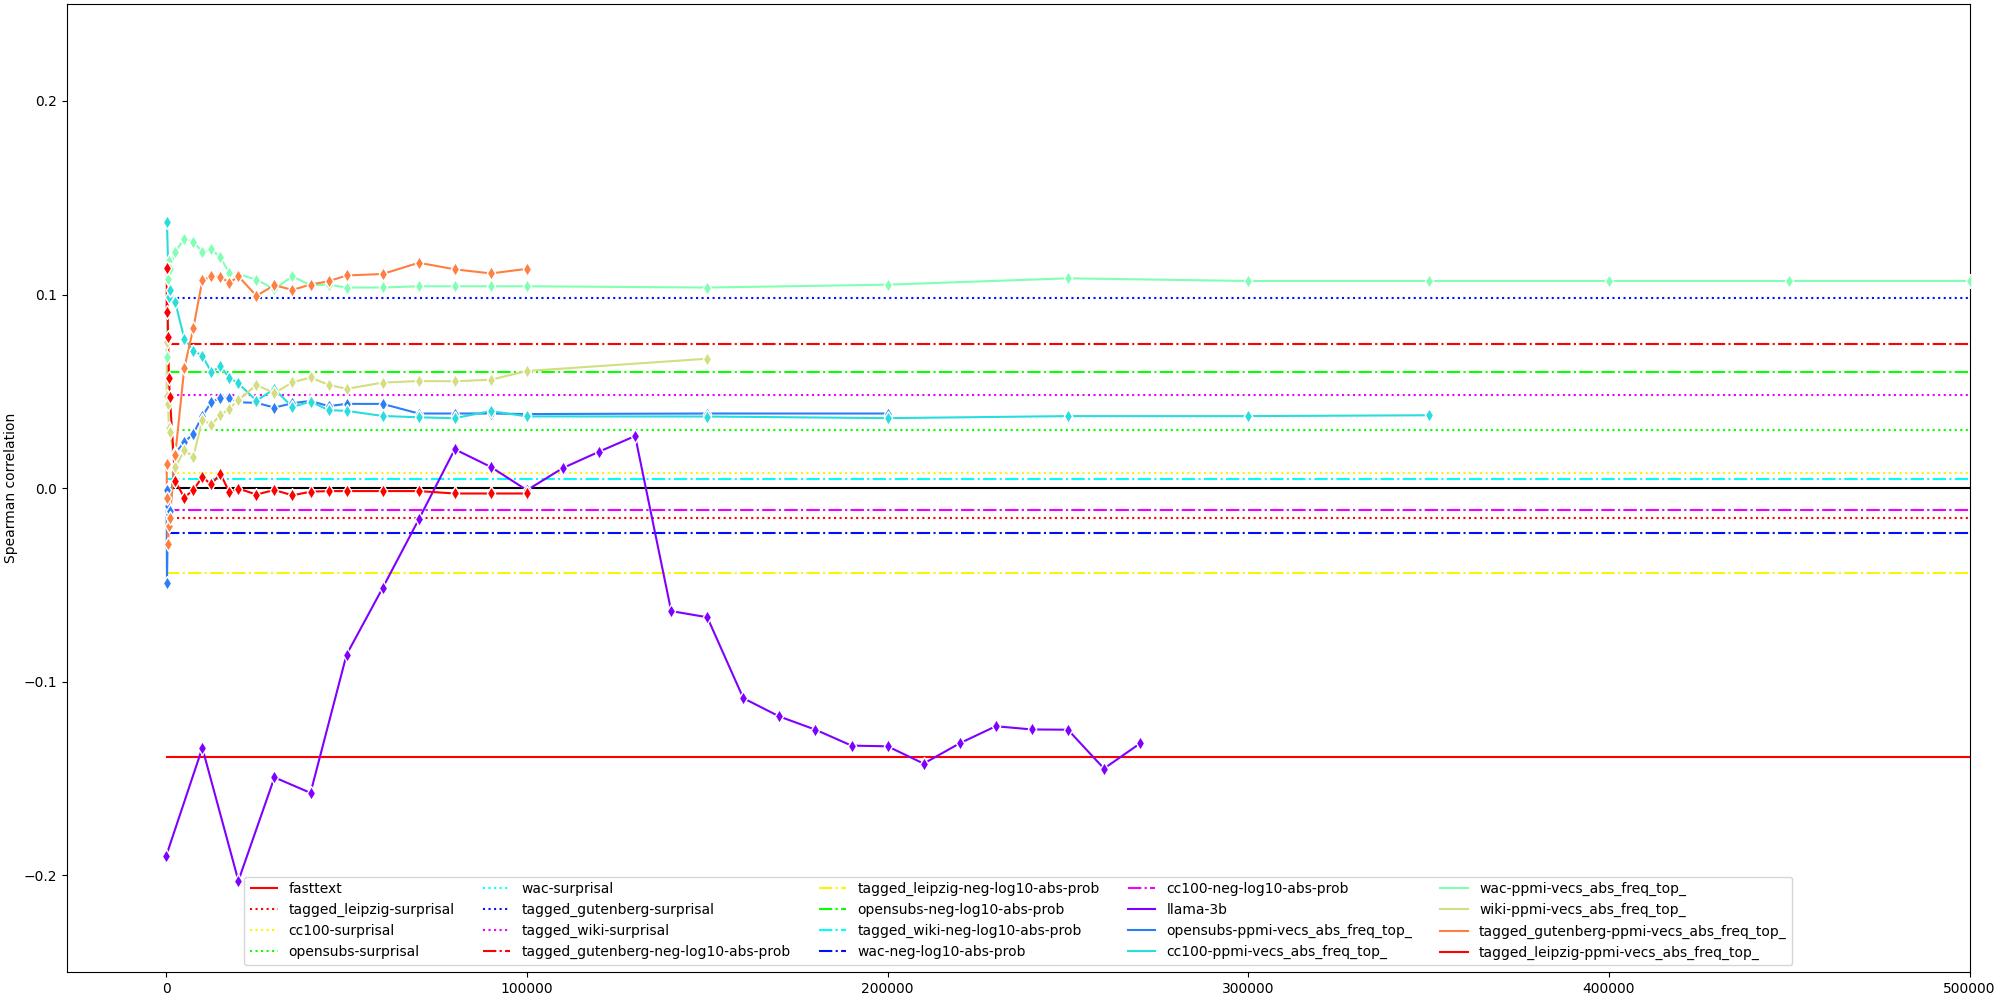 0.2
0.1
0.0
−0.1
−0.2
Spearman correlation
fasttext
tagged_leipzig-surprisal
cc100-surprisal
opensubs-surprisal
wac-surprisal
tagged_gutenberg-surprisal
tagged_wiki-surprisal
tagged_gutenberg-neg-log10-abs-prob
tagged_leipzig-neg-log10-abs-prob
opensubs-neg-log10-abs-prob
tagged_wiki-neg-log10-abs-prob
wac-neg-log10-abs-prob
cc100-neg-log10-abs-prob
llama-3b
opensubs-ppmi-vecs_abs_freq_top_
cc100-ppmi-vecs_abs_freq_top_
wac-ppmi-vecs_abs_freq_top_
wiki-ppmi-vecs_abs_freq_top_
tagged_gutenberg-ppmi-vecs_abs_freq_top_
tagged_leipzig-ppmi-vecs_abs_freq_top_
0 100000 200000 300000 400000 500000